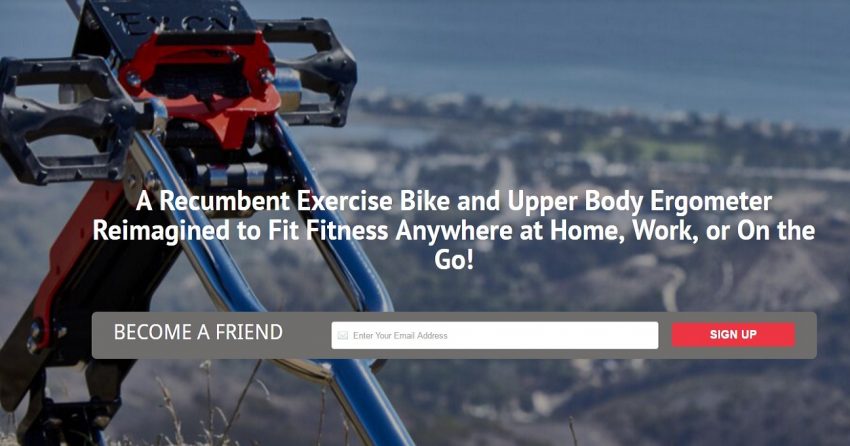 A Recumbent Exercise Bike and Upper Body Ergometer
Reimagined to Fit Fitness Anywhere at Home, Work, or On the
Go!
BECOME A FRIEND
Enter Your Email Address
SIGN UP